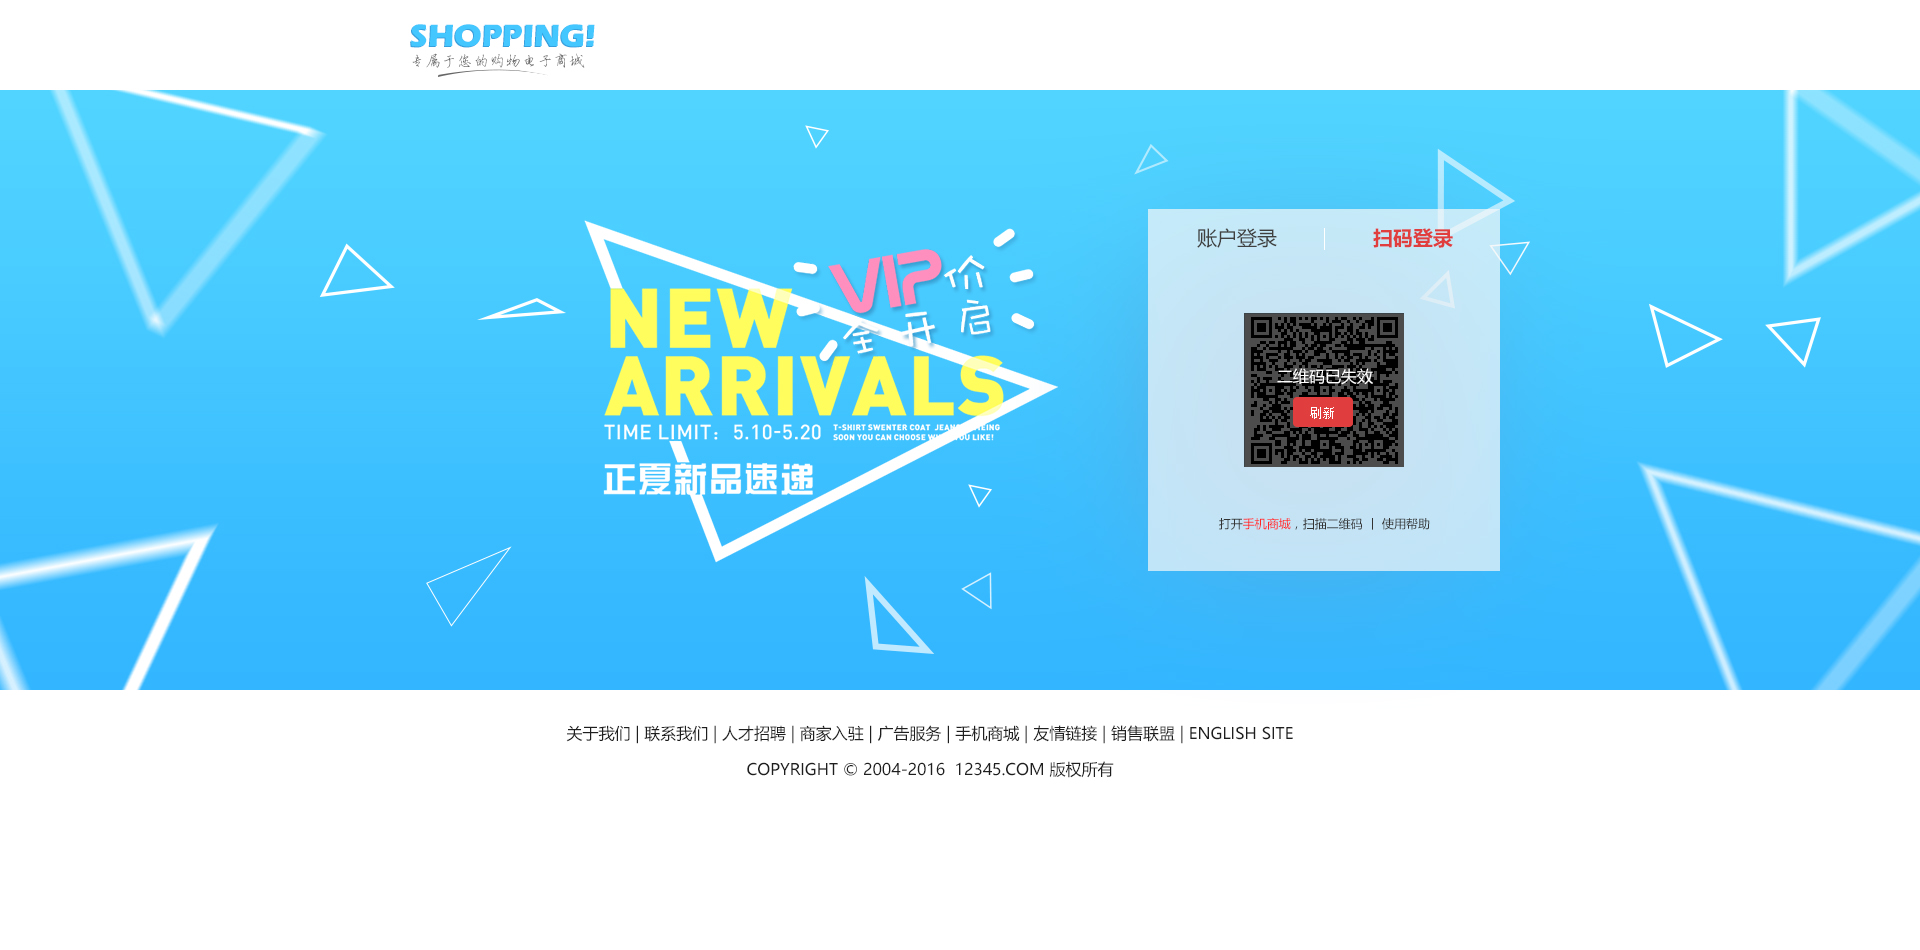 SHOPPING!
专属于您的购物电子商城
账户登录
扫码登录
VIP价
全开启
NEW
ARRIVALS
TIME LIMIT: 5.10-5.20
T-SHIRT SWENTER COAT JEANS
SOON YOU CAN CHOOSE YOU LIKE!
正夏新品速递
二维码已失效
刷新
打开手机商城，扫描二维码 | 使用帮助
关于我们 | 联系我们 | 人才招聘 | 商家入驻 | 广告服务 | 手机商城 | 友情链接 | 销售联盟 | ENGLISH SITE
COPYRIGHT © 2004-2016 12345.COM 版权所有